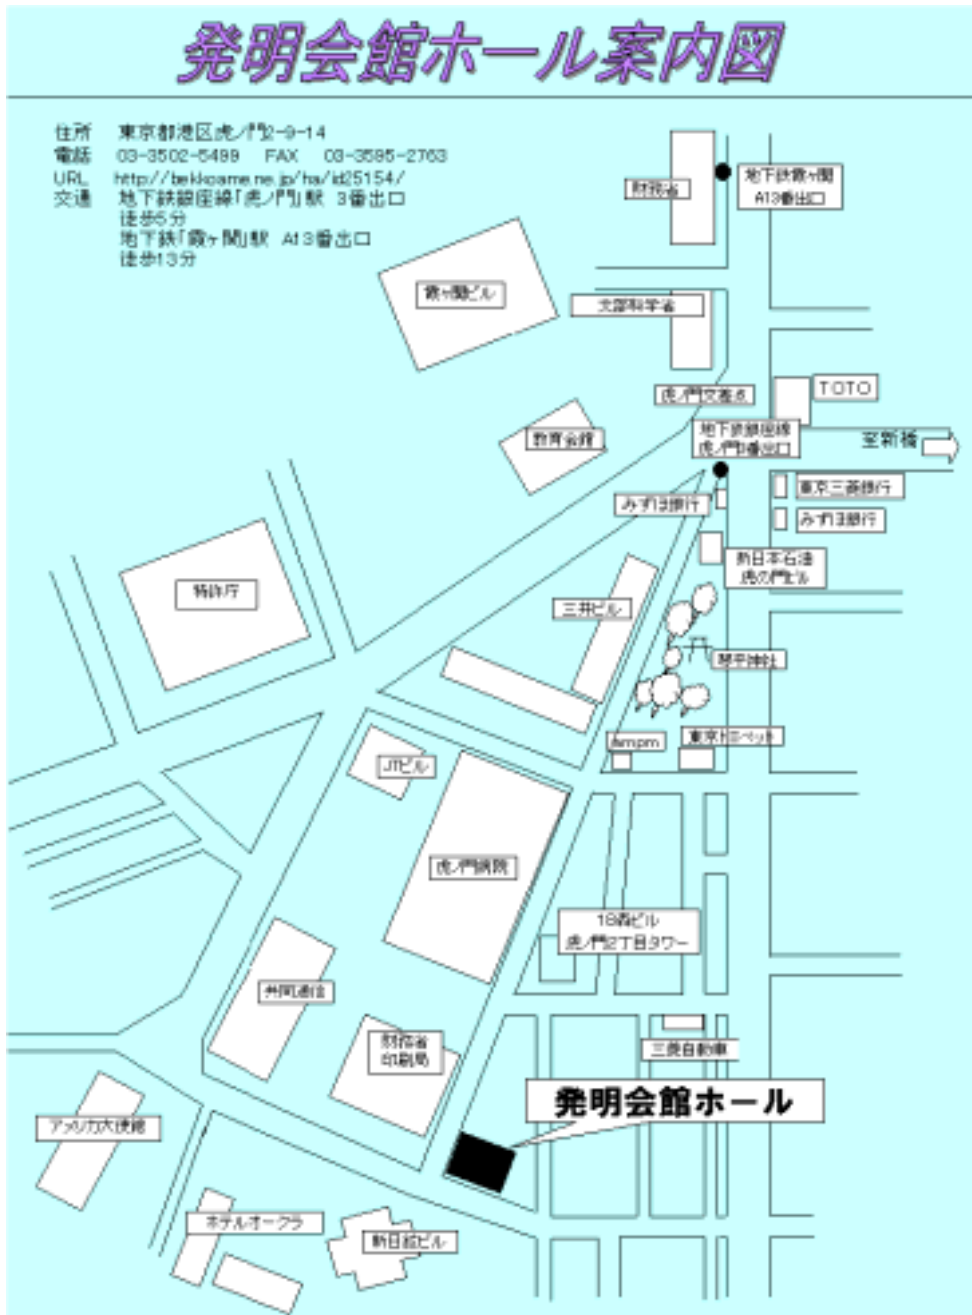 発明会館ホール案内図
住所 東京都港区虎ノ門2-9-14
電話 03-3502-5499 FAX 03-3595-2763
URL http://bekkoame.ne.jp/ha/id25154/
交通 地下鉄銀座線「虎ノ門」駅 3番出口
徒歩5分
地下鉄「霞ヶ関」駅 A13番出口
徒歩13分
財務省
地下鉄霞ヶ関
A13番出口
霞ヶ関ビル
文部科学省
虎ノ門交差点
TOTO
教育会館
地下鉄銀座線
虎ノ門3番出口
至新橋
みずほ銀行
東京三菱銀行
みずほ銀行
新日本石油
虎の門ビル
特許庁
三井ビル
琴平神社
ampm
東京トヨペット
JTビル
虎ノ門病院
18森ビル
虎ノ門2丁目タワー
共同通信
財務省
印刷局
三菱自動車
発明会館ホール
アメリカ大使館
ホテルオークラ
新日鉱ビル